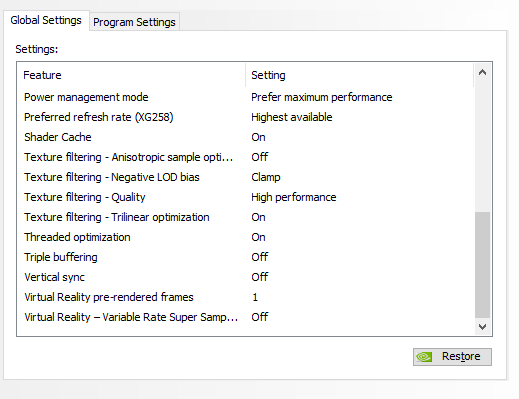 Global Settings Program Settings
Settings:
Feature Setting
Power management mode Prefer maximum performance
Preferred refresh rate (XG258) Highest available
Shader Cache On
Texture filtering - Anisotropic sample opti... Off
Texture filtering - Negative LOD bias Clamp
Texture filtering - Quality High performance
Texture filtering - Trilinear optimization On
Threaded optimization On
Triple buffering Off
Vertical sync Off
Virtual Reality pre-rendered frames 1
Virtual Reality – Variable Rate Super Samp... Off
Restore